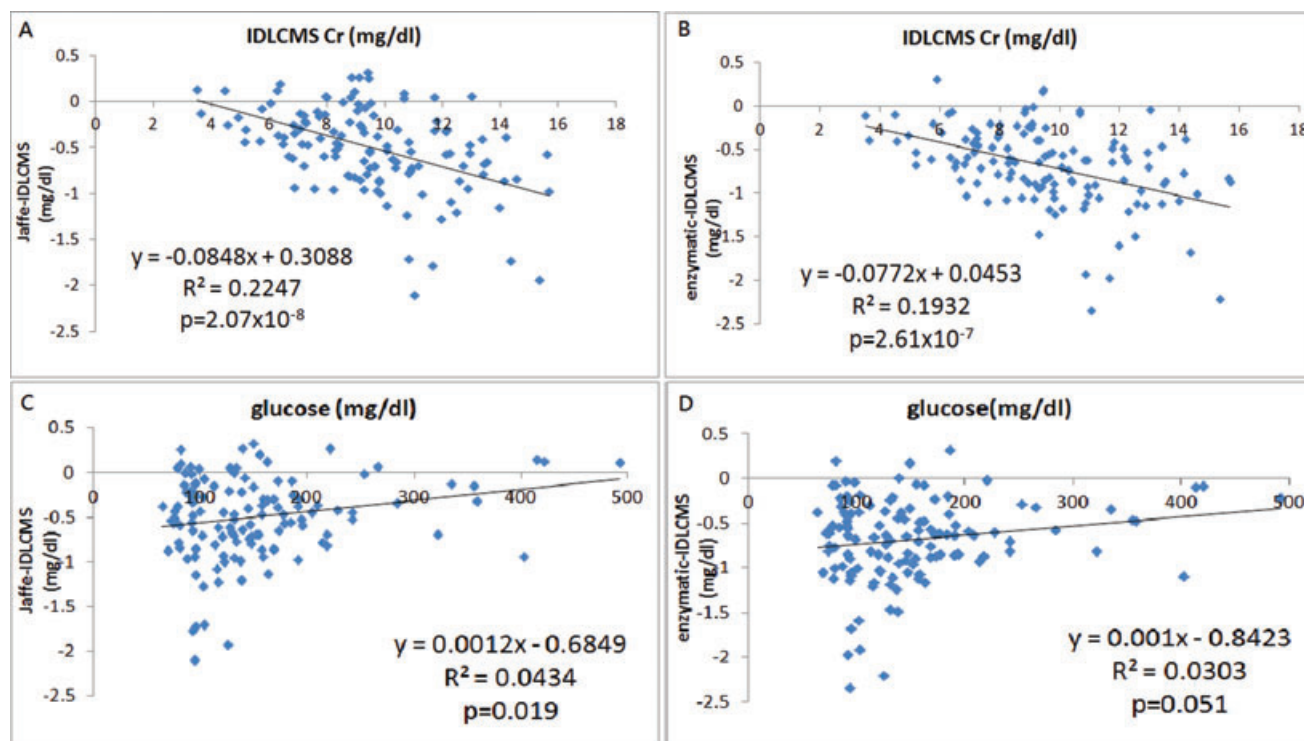 A
IDLCMS Cr (mg/dl)
0.5
0
-0.5
-1
-1.5
-2
-2.5
0 2 4 6 8 10 12 14 16 18
Jaffe-IDLCMS
(mg/dl)
y = -0.0848x + 0.3088
R² = 0.2247
p=2.07x10⁻⁸
B
IDLCMS Cr (mg/dl)
0.5
0
-0.5
-1
-1.5
-2
-2.5
0 2 4 6 8 10 12 14 16 18
enzymatic-IDLCMS
(mg/dl)
y = -0.0772x + 0.0453
R² = 0.1932
p=2.61x10⁻⁷
C
glucose (mg/dl)
0.5
0
-0.5
-1
-1.5
-2
-2.5
0 100 200 300 400 500
Jaffe-IDLCMS
(mg/dl)
y = 0.0012x - 0.6849
R² = 0.0434
p=0.019
D
glucose(mg/dl)
0.5
0
-0.5
-1
-1.5
-2
-2.5
0 100 200 300 400 500
enzymatic-IDLCMS
(mg/dl)
y = 0.001x - 0.8423
R² = 0.0303
p=0.051